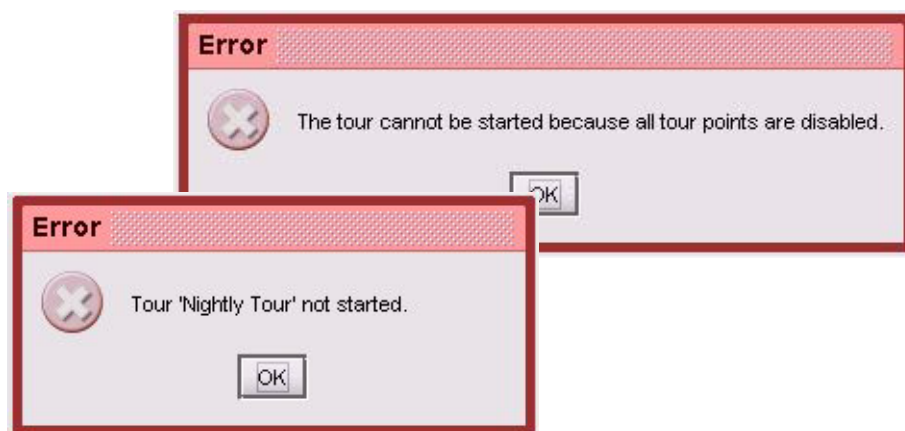 Error
The tour cannot be started because all tour points are disabled.
OK
Error
Tour 'Nightly Tour' not started.
OK